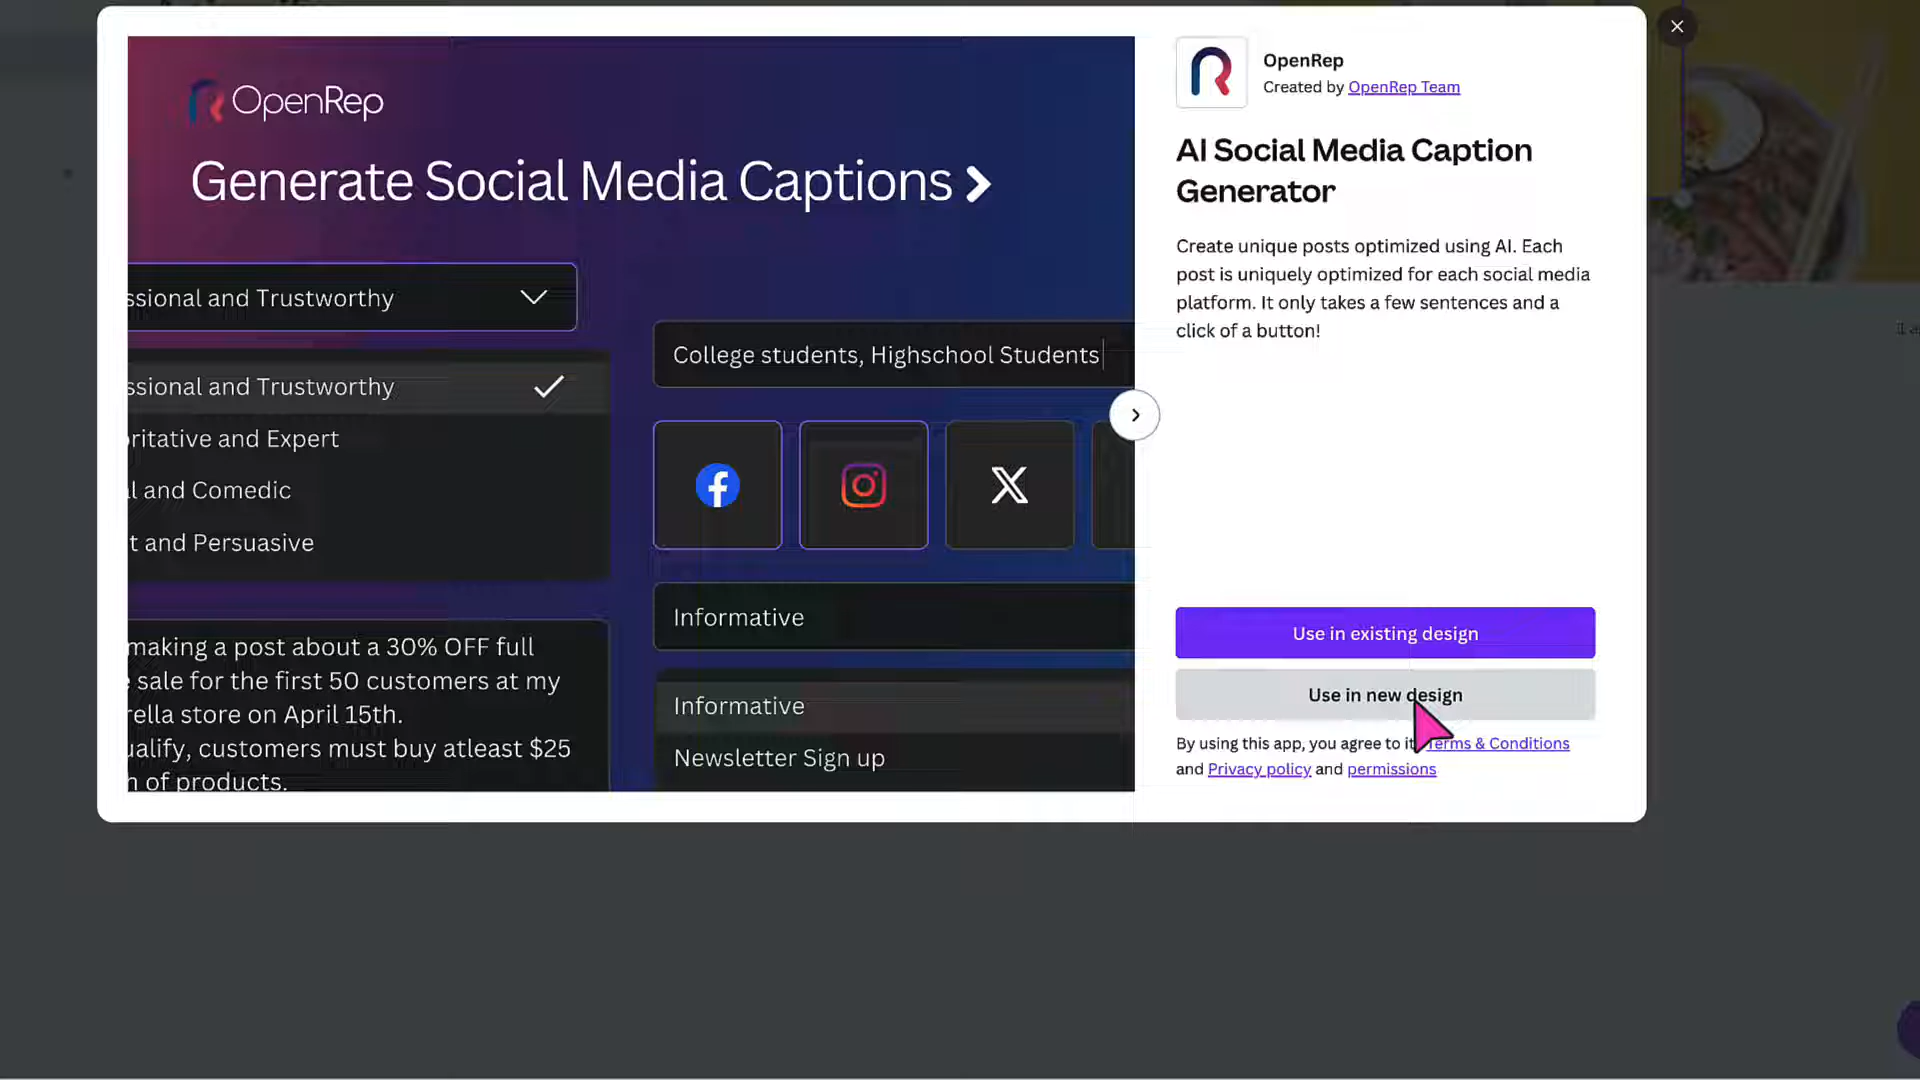 OpenRep
Generate Social Media Captions
ssional and Trustworthy
ssional and Trustworthy
ritative and Expert
l and Comedic
t and Persuasive
making a post about a 30% OFF full
sale for the first 50 customers at my
rella store on April 15th.
ualify, customers must buy atleast $25
of products.
College students, Highschool Students
Informative
Informative
Newsletter Sign up
OpenRep
Created by OpenRep Team
AI Social Media Caption
Generator
Create unique posts optimized using AI. Each
post is uniquely optimized for each social media
platform. It only takes a few sentences and a
click of a button!
Use in existing design
Use in new design
By using this app, you agree to Terms & Conditions
and Privacy policy and permissions